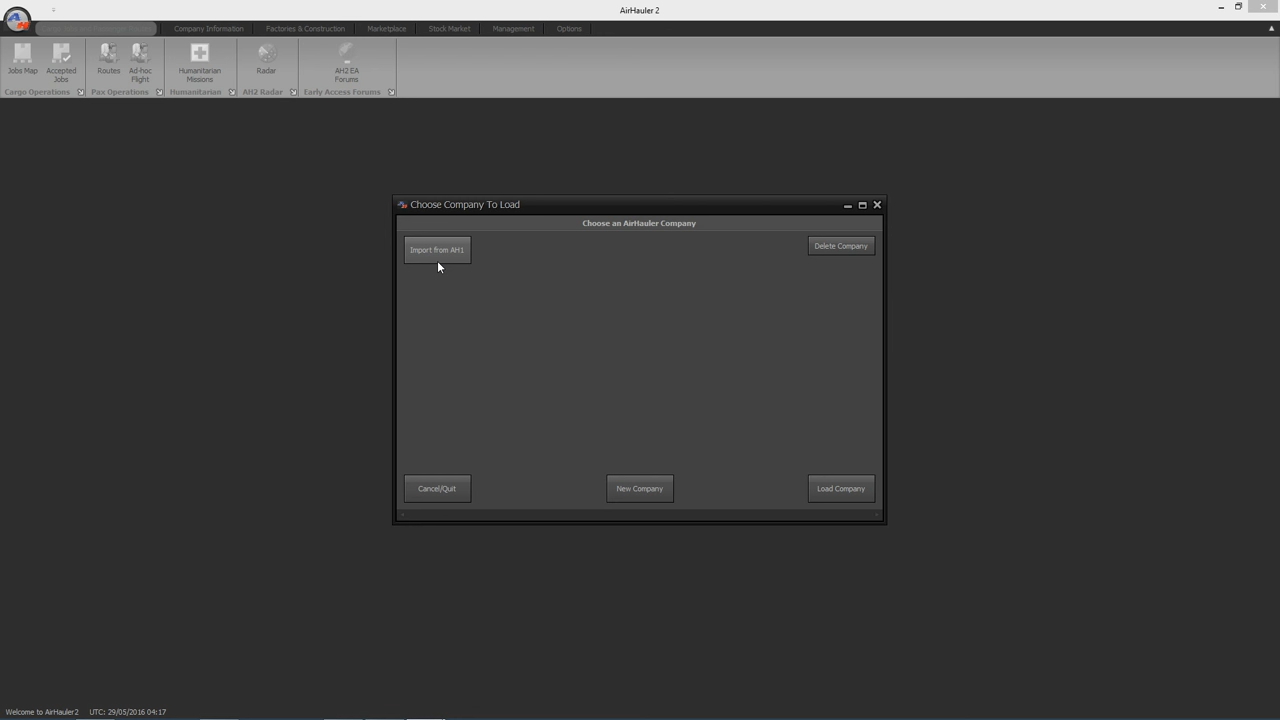 AirHauler 2
Company Information Factories & Construction Marketplace Stock Market Management Options
Jobs Map Accepted Jobs Routes Ad-hoc Flight Humanitarian Missions Radar AH2 EA Forums
Cargo Operations Pax Operations Humanitarian AH2 Radar Early Access Forums
Choose Company To Load
Choose an AirHauler Company
Import from AH1 Delete Company
Cancel/Quit New Company Load Company
Welcome to AirHauler2 UTC: 29/05/2016 04:17